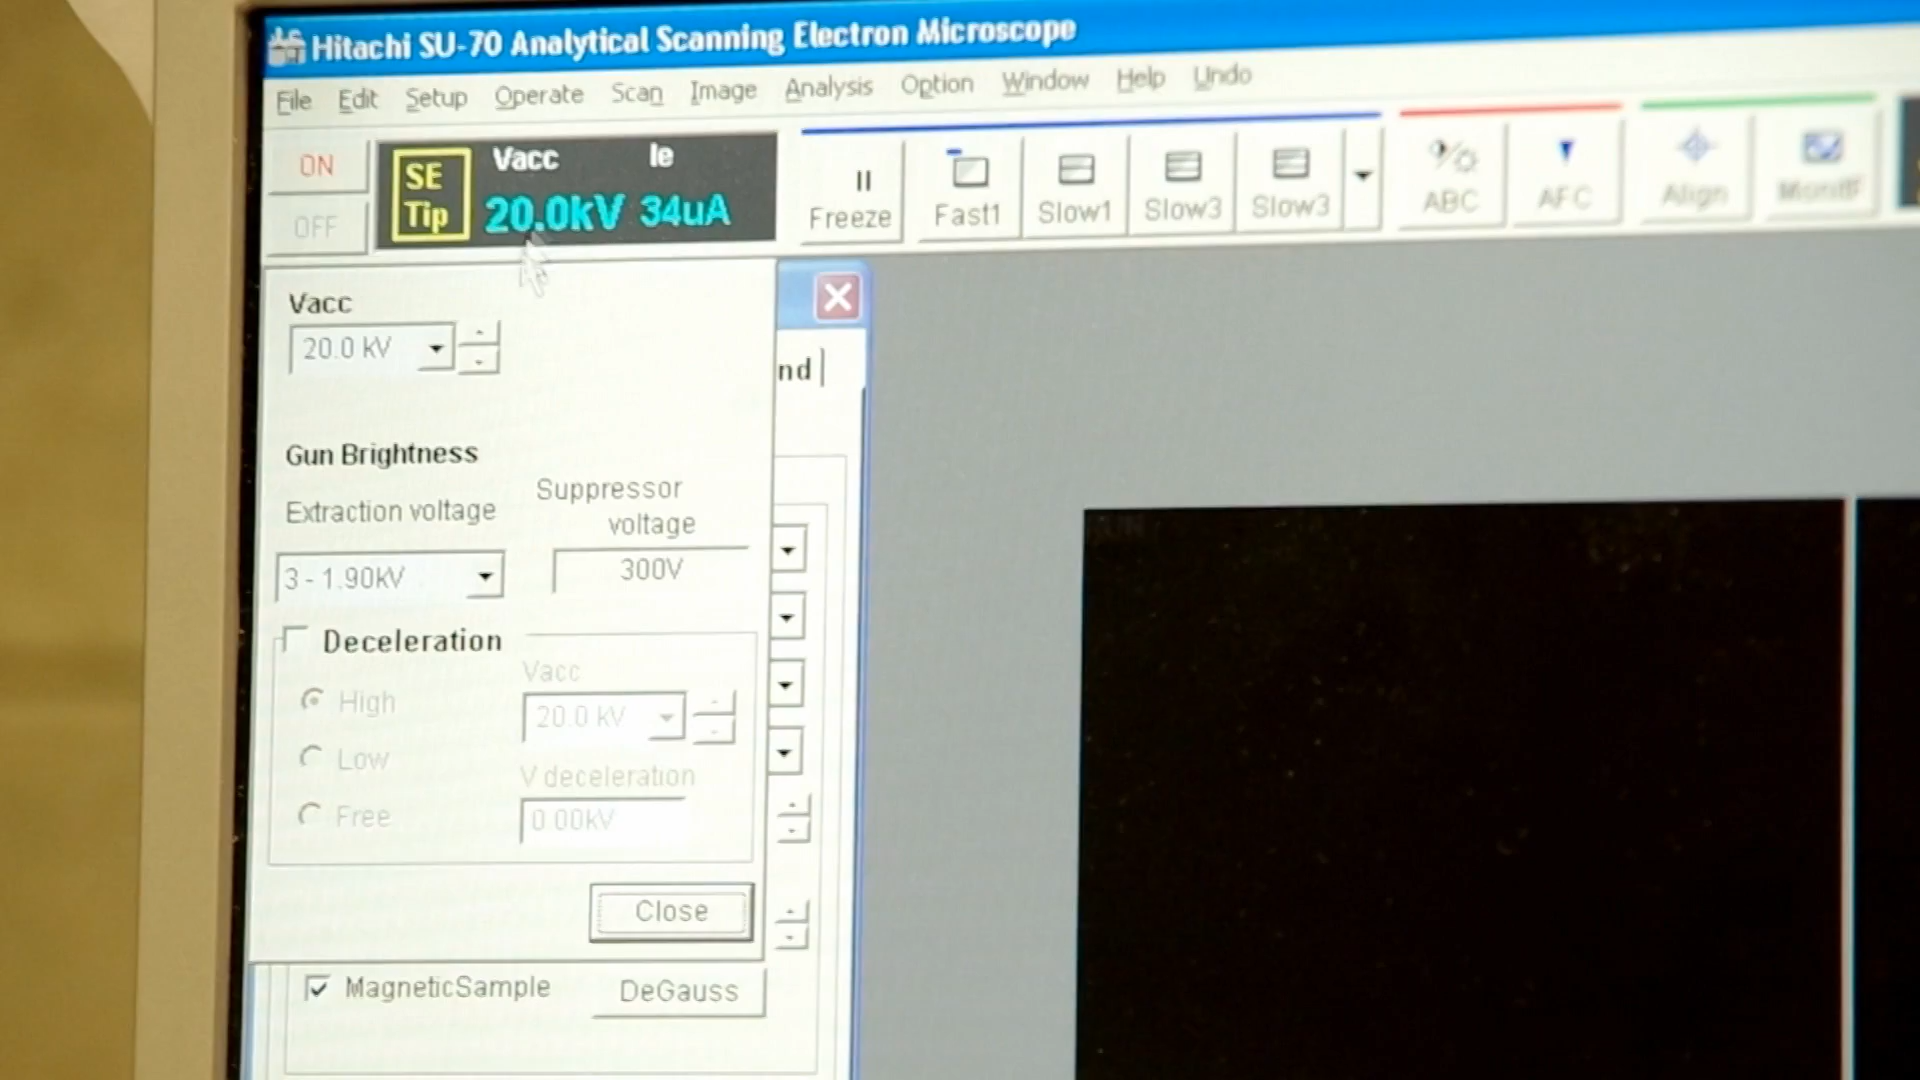 Hitachi SU-70 Analytical Scanning Electron Microscope
File Edit Setup Operate Scan Image Analysis Option Window Help Undo
ON
OFF
SE
Tip
Vacc Ie
20.0kV 34uA
Freeze Fast1 Slow1 Slow3 Slow3 ABC AFC Align
Vacc
20.0 kV
nd
Gun Brightness
Extraction voltage
Suppressor
voltage
3 - 1.90kV
300V
Deceleration
High
Low
Free
Vacc
20.0 kV
V deceleration
0.00kV
Close
MagneticSample DeGauss